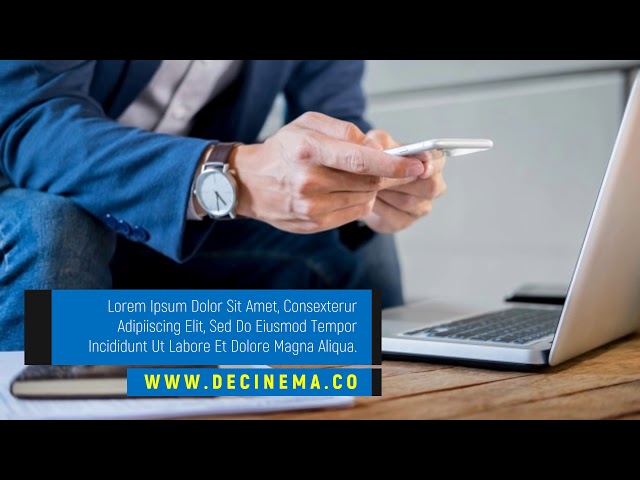 Lorem Ipsum Dolor Sit Amet, Consexterur
Adipiiscing Elit, Sed Do Eiusmod Tempor
Incididunt Ut Labore Et Dolore Magna Aliqua.
WWW.DECINEMA.CO